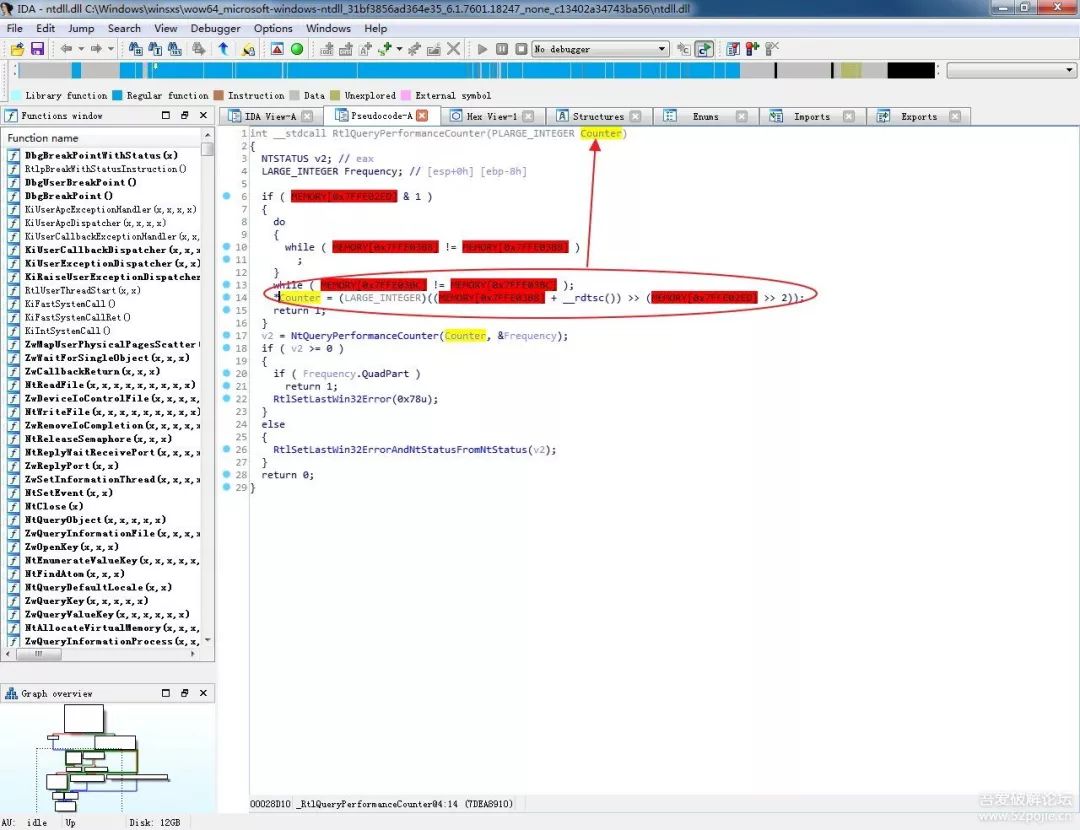 IDA - ntdll.dll C:\Windows\winsxs\wow64_microsoft-windows-ntdll_31bf3856ad364e35_6.1.7601.18247_none_c13402a34743ba56\ntdll.dll
File Edit Jump Search View Debugger Options Windows Help
No debugger
Library function Regular function Instruction Data Unexplored External symbol
Functions window
IDA View-A Pseudocode-A Hex View-1 Structures Enums Imports Exports
Function name
DbgBreakPointWithStatus(x)
RtlpBreakWithStatusInstruction()
DbgUserBreakPoint()
DbgBreakPoint()
KiUserApcExceptionHandler(x,x,x,x)
KiUserApcDispatcher(x,x,x,x)
KiUserCallbackExceptionHandler(x,x,
KiUserCallbackDispatcher(x,x,x,
KiUserExceptionDispatcher(x,x)
KiRaiseUserExceptionDispatcher
RtlUserThreadStart(x,x)
KiFastSystemCall()
KiFastSystemCallRet()
KiIntSystemCall()
ZwMapUserPhysicalPagesScatter(
ZwWaitForSingleObject(x,x,x)
ZwCallbackReturn(x,x,x)
NtReadFile(x,x,x,x,x,x,x,x,x)
ZwDeviceIoControlFile(x,x,x,x,
NtWriteFile(x,x,x,x,x,x,x,x,x)
ZwRemoveIoCompletion(x,x,x,x,x)
NtReleaseSemaphore(x,x,x)
NtReplyWaitReceivePort(x,x,x,x)
ZwReplyPort(x,x)
ZwSetInformationThread(x,x,x,x)
NtSetEvent(x,x)
NtClose(x)
NtQueryObject(x,x,x,x,x)
ZwQueryInformationFile(x,x,x,x,
ZwOpenKey(x,x,x)
NtEnumerateValueKey(x,x,x,x,x,
NtFindAtom(x,x,x)
NtQueryDefaultLocale(x,x)
ZwQueryKey(x,x,x,x,x)
ZwQueryValueKey(x,x,x,x,x,x)
NtAllocateVirtualMemory(x,x,x,
ZwQueryInformationProcess(x,x,
Graph overview
1 int __stdcall RtlQueryPerformanceCounter(PLARGE_INTEGER Counter)
2 {
3 NTSTATUS v2; // eax
4 LARGE_INTEGER Frequency; // [esp+0h] [ebp-8h]
5
6 if ( MEMORY[0x7FFE02ED] & 1 )
7 {
8 do
9 {
10 while ( MEMORY[0x7FFE03B8] != MEMORY[0x7FFE03B8] )
11 ;
12 }
13 while ( MEMORY[0x7FFE03BC] != MEMORY[0x7FFE03BC] );
14 *Counter = (LARGE_INTEGER)((MEMORY[0x7FFE03B8] + __rdtsc()) >> (MEMORY[0x7FFE02ED] >> 2));
15 return 1;
16 }
17 v2 = NtQueryPerformanceCounter(Counter, &Frequency);
18 if ( v2 >= 0 )
19 {
20 if ( Frequency.QuadPart )
21 return 1;
22 RtlSetLastWin32Error(0x78u);
23 }
24 else
25 {
26 RtlSetLastWin32ErrorAndNtStatusFromNtStatus(v2);
27 }
28 return 0;
29 }
00028D10 _RtlQueryPerformanceCounter@4:14 (7DEA8910)
AU: idle Up Disk: 12GB
吾爱破解论坛
www.52pojie.cn